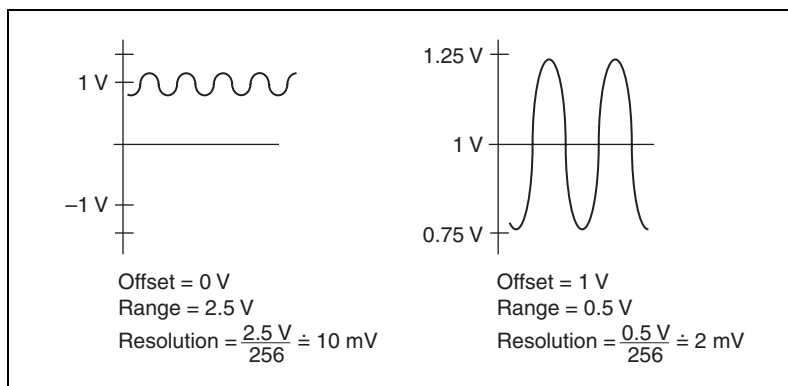 1 V
–1 V
Offset = 0 V
Range = 2.5 V
Resolution = 2.5 V / 256 ≐ 10 mV
1.25 V
1 V
0.75 V
Offset = 1 V
Range = 0.5 V
Resolution = 0.5 V / 256 ≐ 2 mV